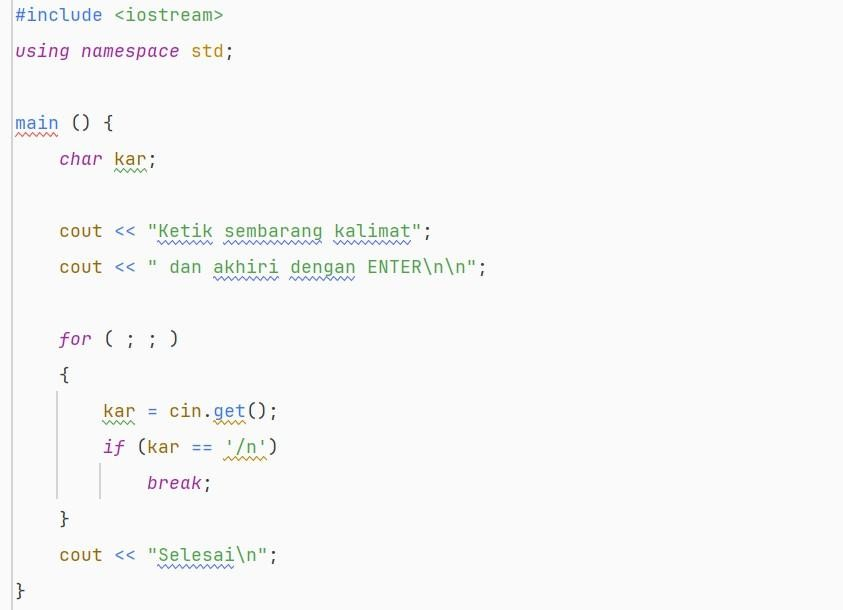 #include <iostream>
using namespace std;
main () {
char kar;
cout << "Ketik sembarang kalimat";
cout << " dan akhiri dengan ENTER\n\n";
for ( ; ; )
{
kar = cin.get();
if (kar == '/n')
break;
}
cout << "Selesai\n";
}